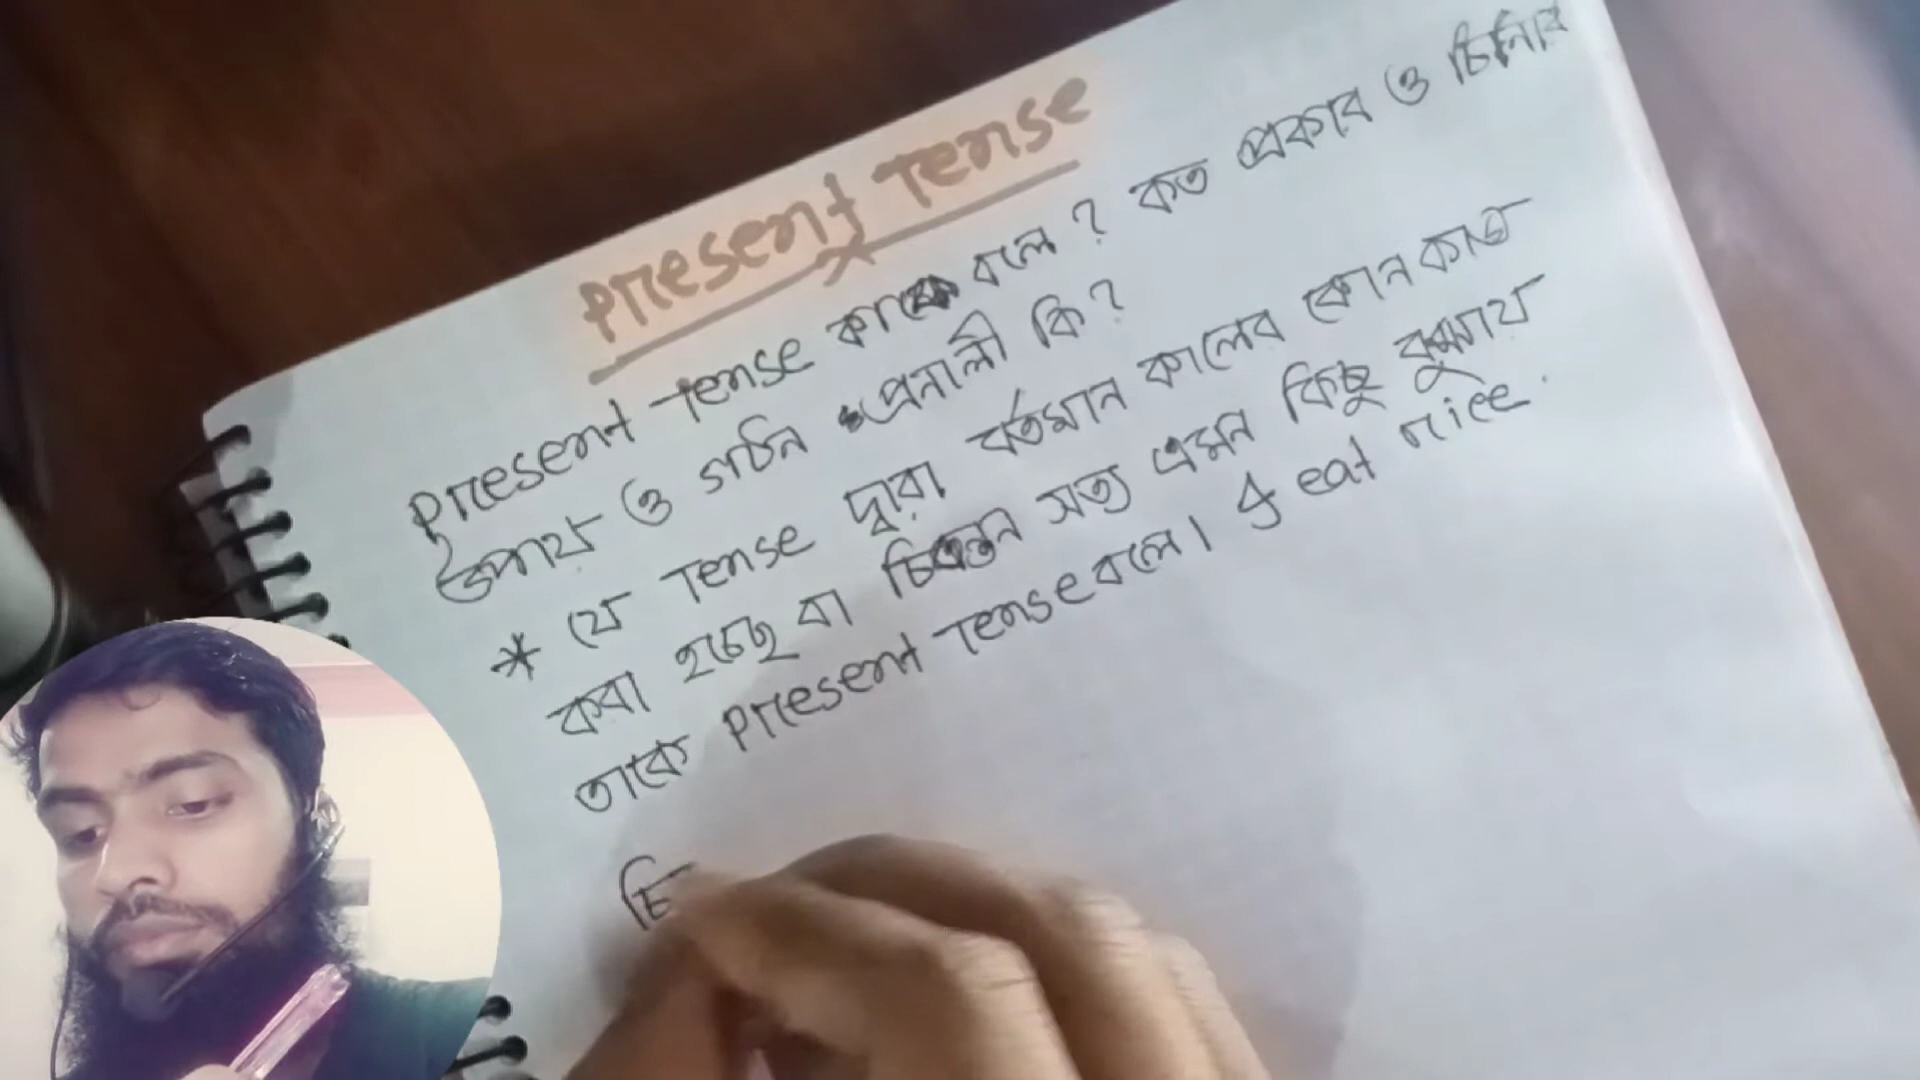 Present Tense
Present Tense কাকে বলে ? কত প্রকার ও চিনার
উপায় ও গঠন প্রনালী কি ?
* যে Tense দ্বারা বর্তমান কালের কোন কাজ
করা হচ্ছে বা চিরন্তন সত্য এমন কিছু বুঝায়
তাকে Present Tense বলে। I eat rice.
চি